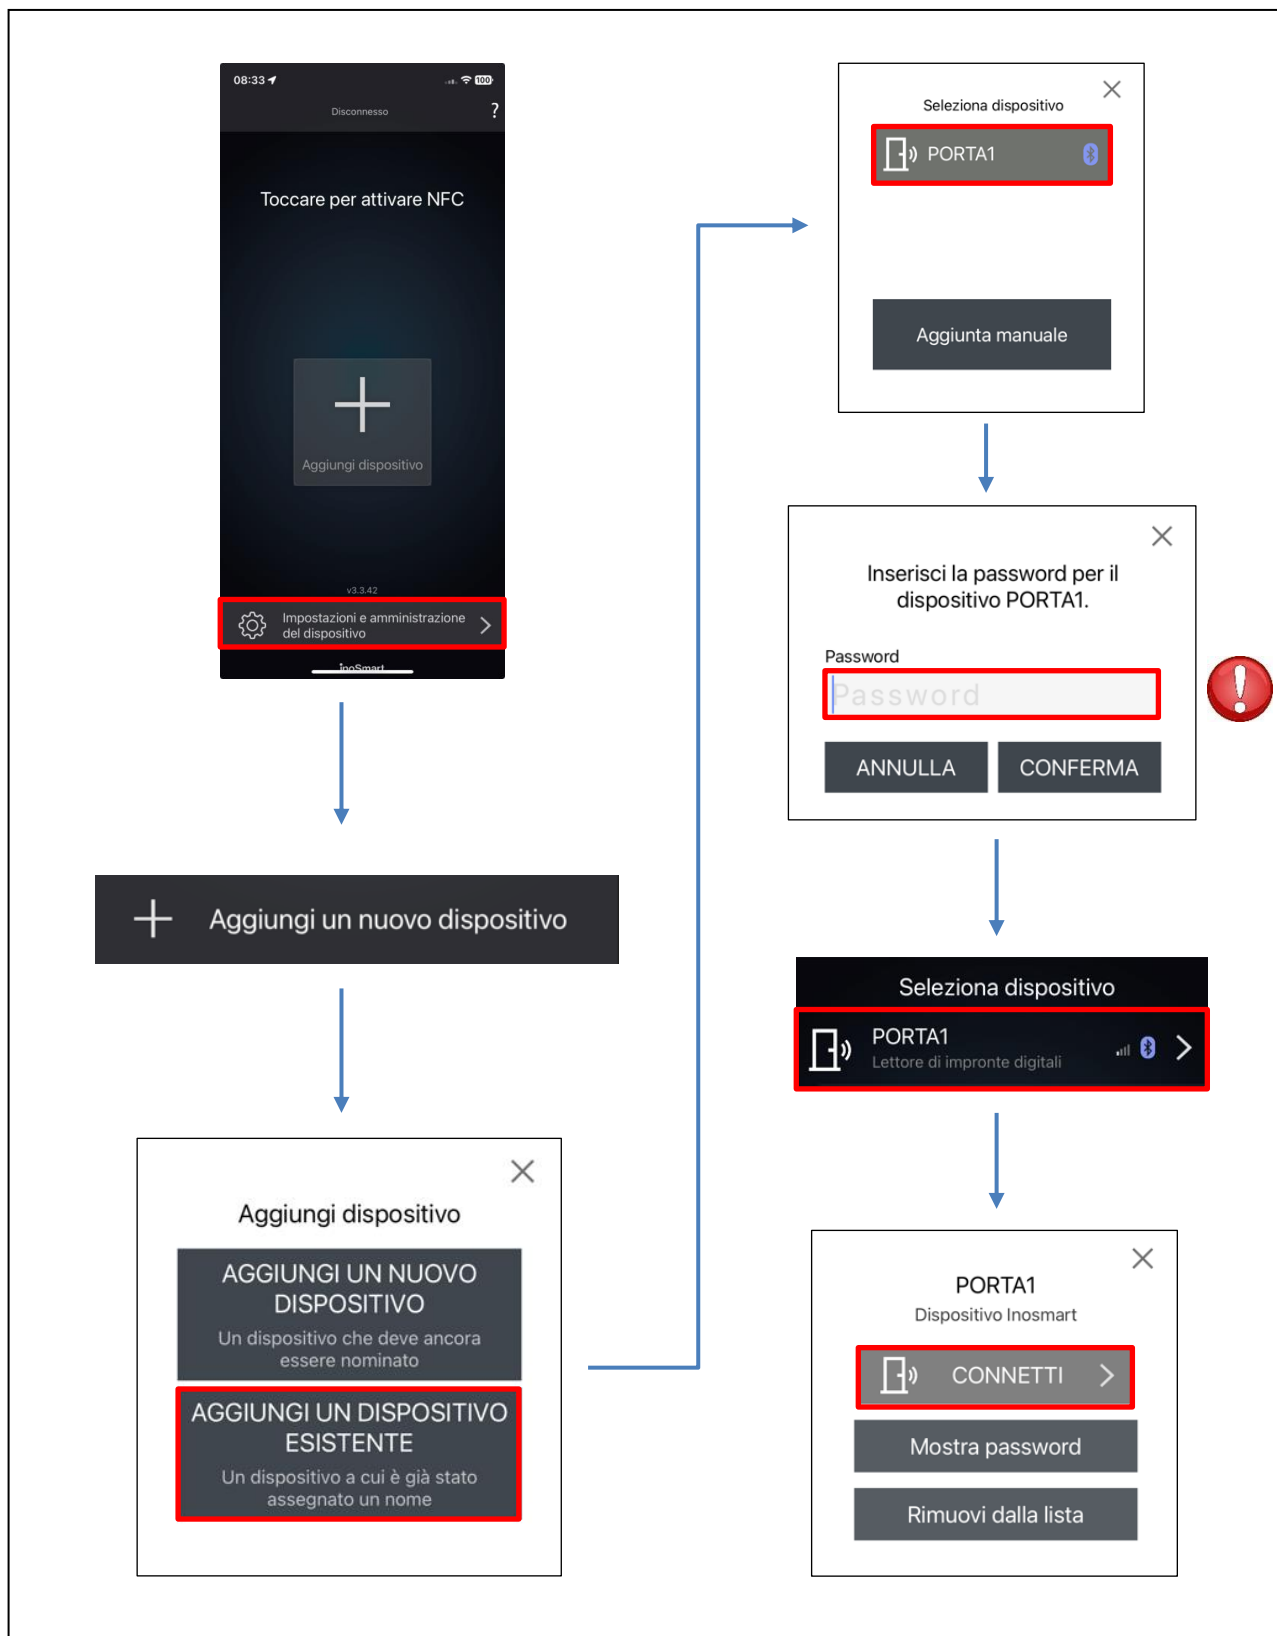 08:33
100
Disconnesso
?
Toccare per attivare NFC
Aggiungi dispositivo
v3.3.42
Impostazioni e amministrazione
del dispositivo
inoSmart
Aggiungi un nuovo dispositivo
Aggiungi dispositivo
AGGIUNGI UN NUOVO
DISPOSITIVO
Un dispositivo che deve ancora
essere nominato
AGGIUNGI UN DISPOSITIVO
ESISTENTE
Un dispositivo a cui è già stato
assegnato un nome
Seleziona dispositivo
PORTA1
Aggiunta manuale
Inserisci la password per il
dispositivo PORTA1.
Password
Password
ANNULLA
CONFERMA
Seleziona dispositivo
PORTA1
Lettore di impronte digitali
PORTA1
Dispositivo Inosmart
CONNETTI
Mostra password
Rimuovi dalla lista